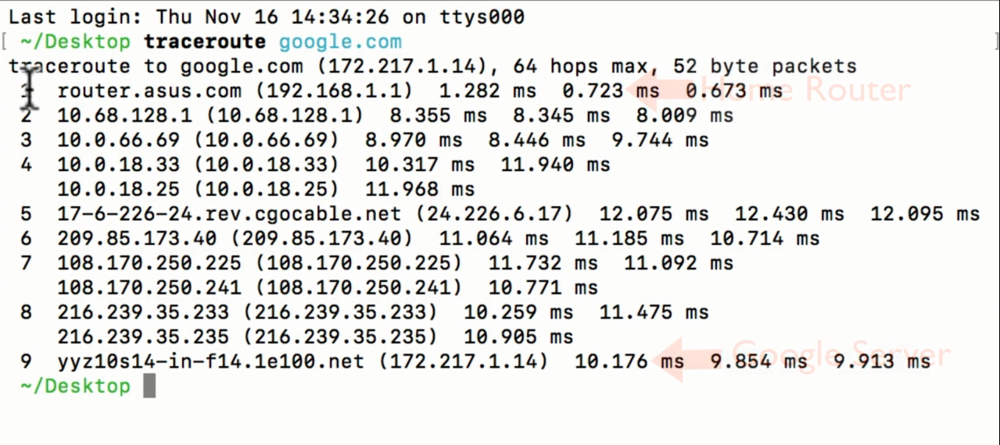 Last login: Thu Nov 16 14:34:26 on ttys000
[ ~/Desktop traceroute google.com ]
traceroute to google.com (172.217.1.14), 64 hops max, 52 byte packets
1 router.asus.com (192.168.1.1) 1.282 ms 0.723 ms 0.673 ms Home Router
2 10.68.128.1 (10.68.128.1) 8.355 ms 8.345 ms 8.009 ms
3 10.0.66.69 (10.0.66.69) 8.970 ms 8.446 ms 9.744 ms
4 10.0.18.33 (10.0.18.33) 10.317 ms 11.940 ms
10.0.18.25 (10.0.18.25) 11.968 ms
5 17-6-226-24.rev.cgocable.net (24.226.6.17) 12.075 ms 12.430 ms 12.095 ms
6 209.85.173.40 (209.85.173.40) 11.064 ms 11.185 ms 10.714 ms
7 108.170.250.225 (108.170.250.225) 11.732 ms 11.092 ms
108.170.250.241 (108.170.250.241) 10.771 ms
8 216.239.35.233 (216.239.35.233) 10.259 ms 11.475 ms
216.239.35.235 (216.239.35.235) 10.905 ms
9 yyz10s14-in-f14.1e100.net (172.217.1.14) 10.176 ms 9.854 ms 9.913 ms Google Server
~/Desktop